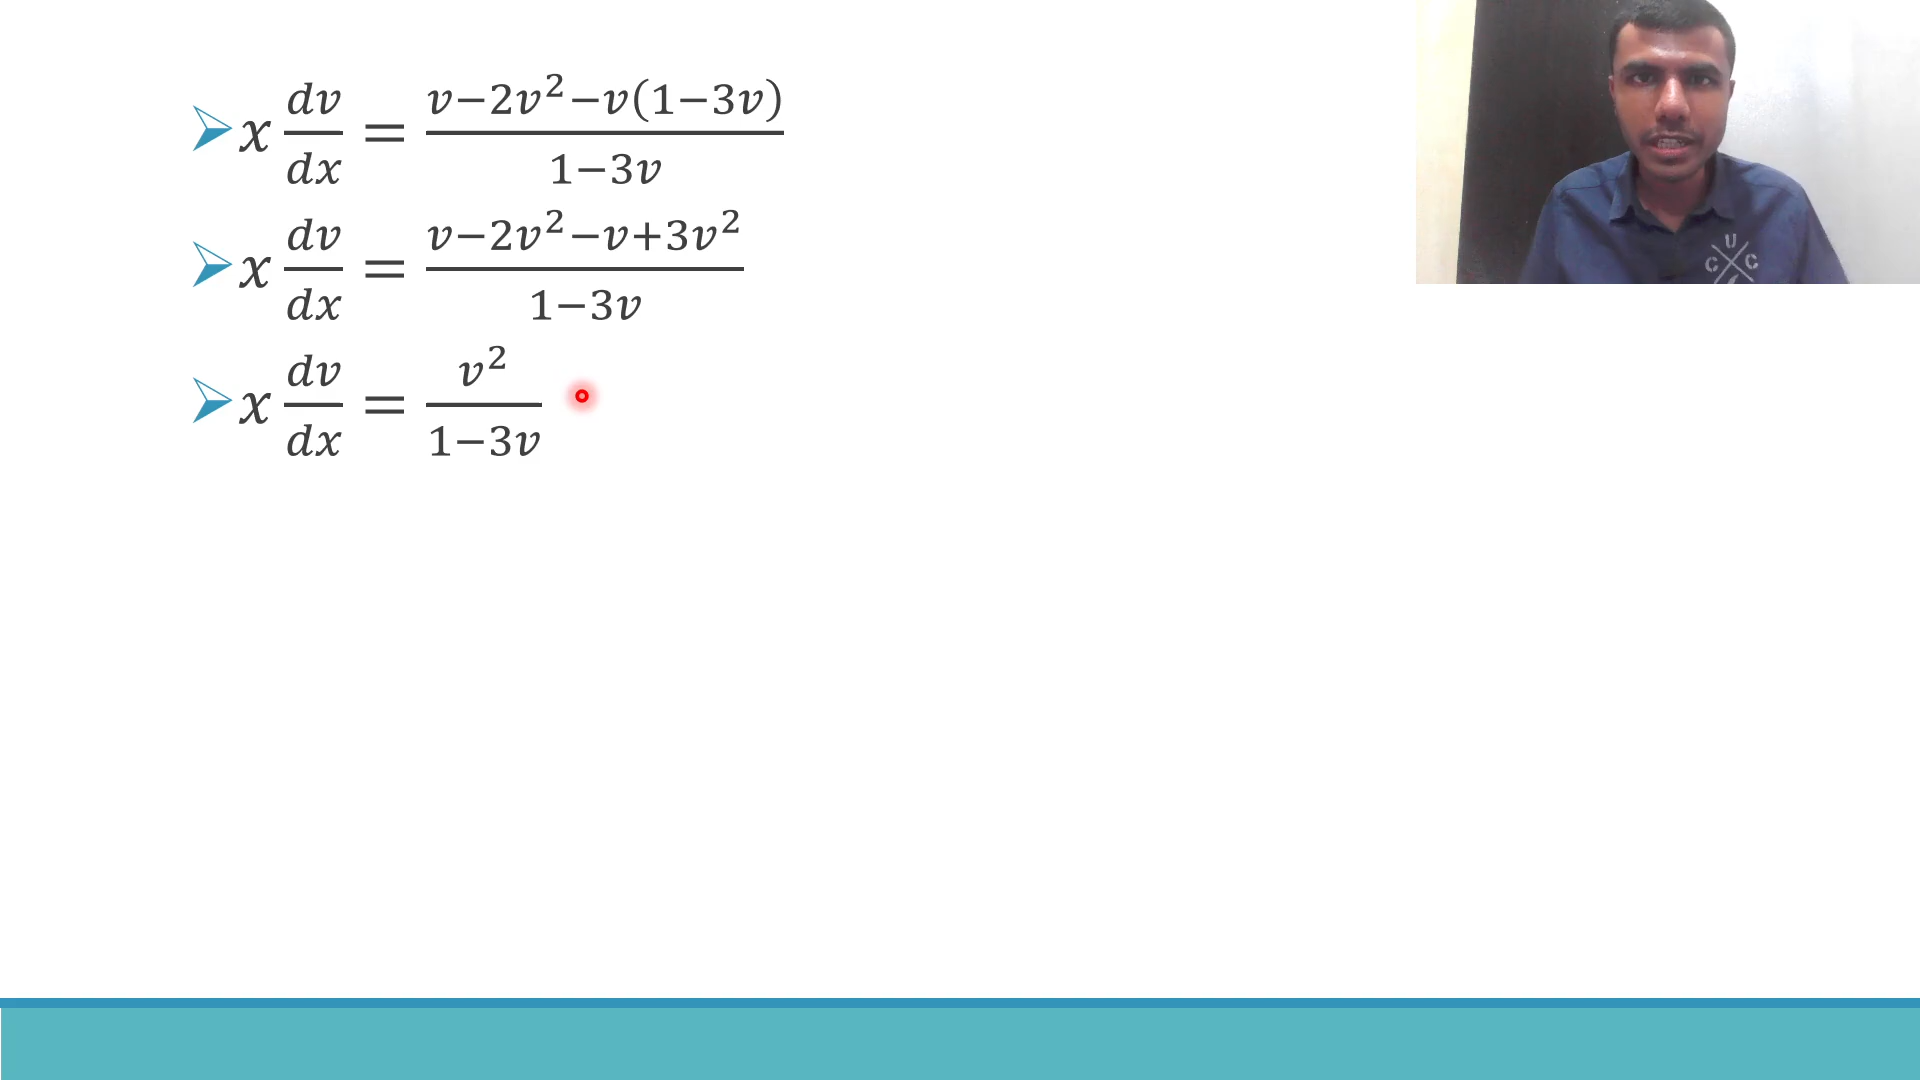 ➢x dv/dx = (v−2v²−v(1−3v))/(1−3v)
➢x dv/dx = (v−2v²−v+3v²)/(1−3v)
➢x dv/dx = v²/(1−3v)
U
C C